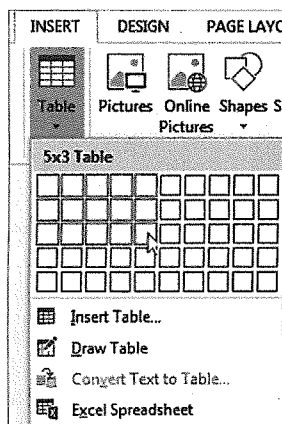 INSERT DESIGN PAGE LAYC
Table Pictures Online Shapes S
Pictures
5x3 Table
Insert Table...
Draw Table
Convert Text to Table...
Excel Spreadsheet